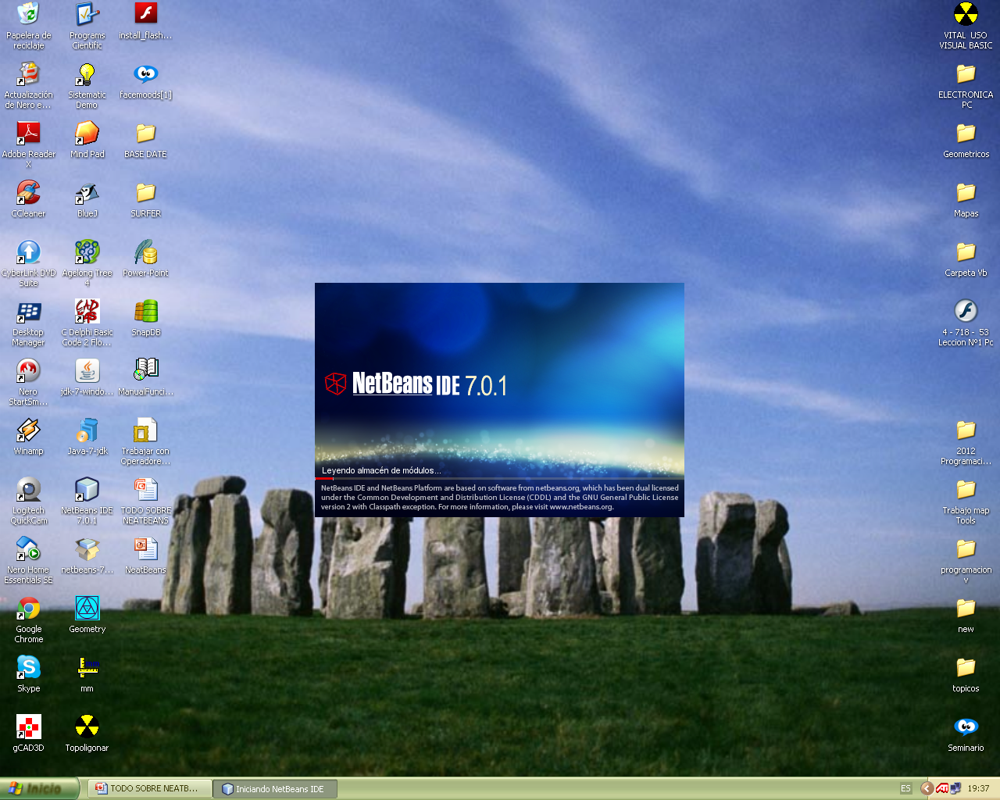 Papelera de
reciclaje
Programs
Cientific
install_flash...
Actualización
de Nero e...
Sistematic
Demo
facemoods[1]
Adobe Reader
X
Mind Pad
BASE DATE
CCleaner
BlueJ
SURFER
CyberLink DVD
Suite
Agelong Tree
4
Power-Point
Desktop
Manager
C Delphi Basic
Code 2 Flo...
SnapDB
Nero
StartSm...
jdk-7-windo...
ManualFunci...
Winamp
Java-7-jdk
Trabajar con
Operadore...
Logitech
QuickCam
NetBeans IDE
7.0.1
TODO SOBRE
NEATBEANS
Nero Home
Essentials SE
netbeans-7...
NeatBeans
Google
Chrome
Geometry
Skype
mm
gCAD3D
Topoligonar
NetBeans IDE 7.0.1
Leyendo almacén de módulos...
NetBeans IDE and NetBeans Platform are based on software from netbeans.org, which has been dual licensed
under the Common Development and Distribution License (CDDL) and the GNU General Public License
version 2 with Classpath exception. For more information, please visit www.netbeans.org.
VITAL USO
VISUAL BASIC
ELECTRONICA
PC
Geometricos
Mapas
Carpeta Vb
4 - 718 - 53
Leccion Nº1 Pc
2012
Programaci...
Trabajo map
Tools
programacion
v
new
topicos
Seminario
Inicio
TODO SOBRE NEATB...
Iniciando NetBeans IDE
ES
19:37